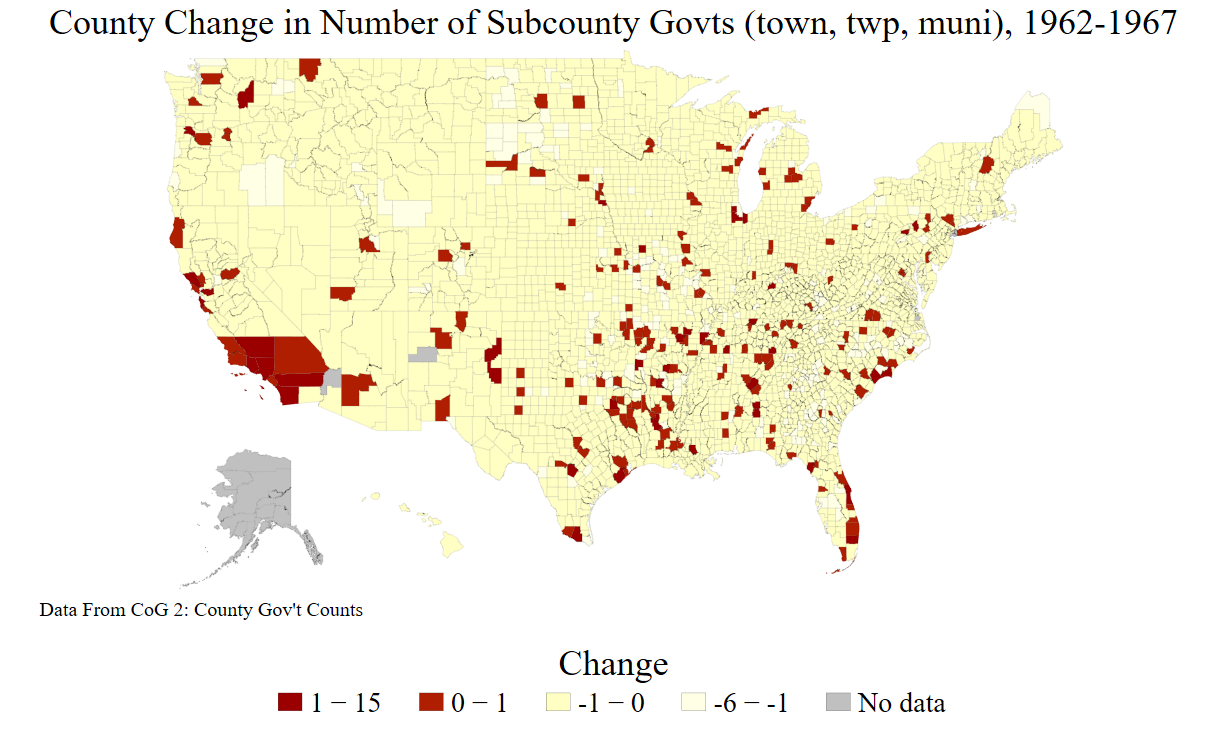 County Change in Number of Subcounty Govts (town, twp, muni), 1962-1967
Data From CoG 2: County Gov't Counts
Change
1 − 15 0 − 1 -1 − 0 -6 − -1 No data